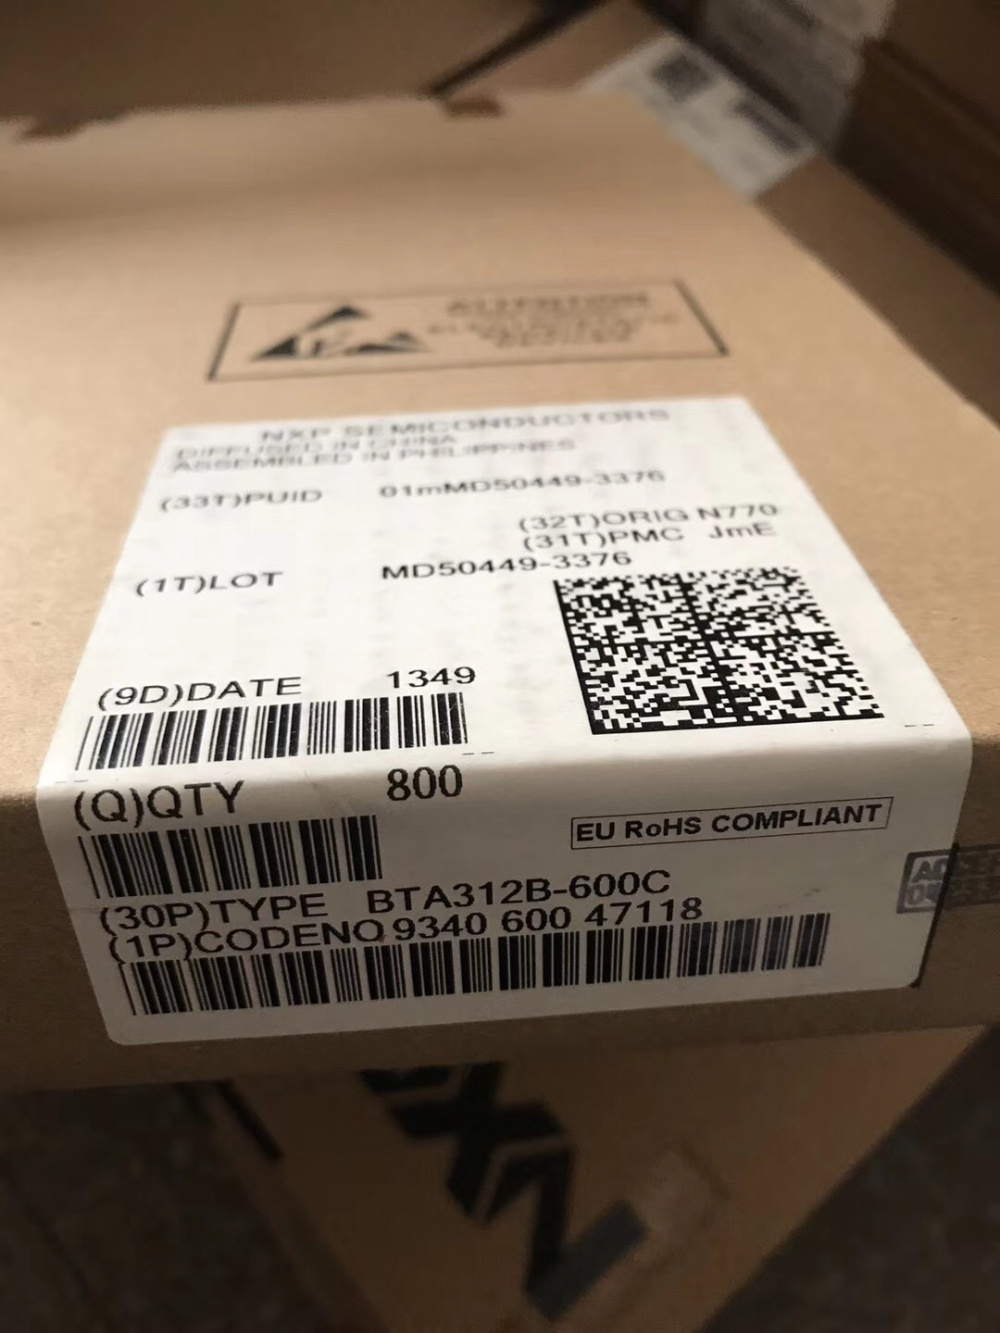 ATTENTION
NXP SEMICONDUCTORS
DIFFUSED IN CHINA
ASSEMBLED IN PHILIPPINES
(33T)PUID 01mMD50449-3376
(32T)ORIG N770
(31T)PMC JmE
(1T)LOT MD50449-3376
(9D)DATE 1349
(Q)QTY 800
EU RoHS COMPLIANT
(30P)TYPE BTA312B-600C
(1P)CODENO 9340 600 47118
NX